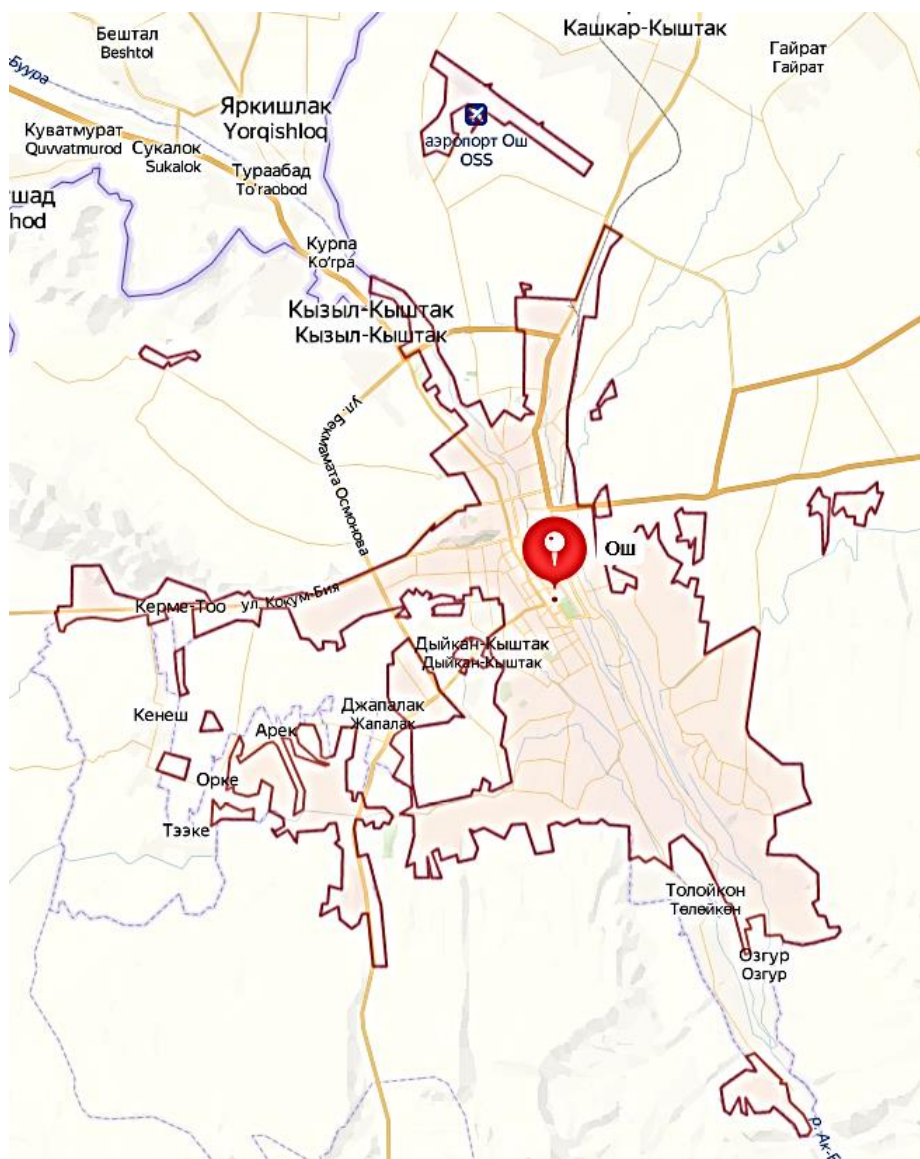 Кашкар-Кыштак
Бештал
Beshtol
Гайрат
Гайрат
Буура
Яркишлак
Yorqishloq
аэропорт Ош
OSS
Куватмурат
Quvvatmurod
Сукалок
Sukalok
Тураабад
To'raobod
шад
hod
Курпа
Ko'rpa
Кызыл-Кыштак
Кызыл-Кыштак
ул. Бекмамата Осмонова
Ош
Керме-Тоо
ул. Кокум-Бия
Дыйкан-Кыштак
Дыйкан-Кыштак
Кенеш
Джапалак
Жапалак
Арек
Орке
Тээке
Толойкон
Төлөйкөн
Озгур
Озгур
р. Ак-Б